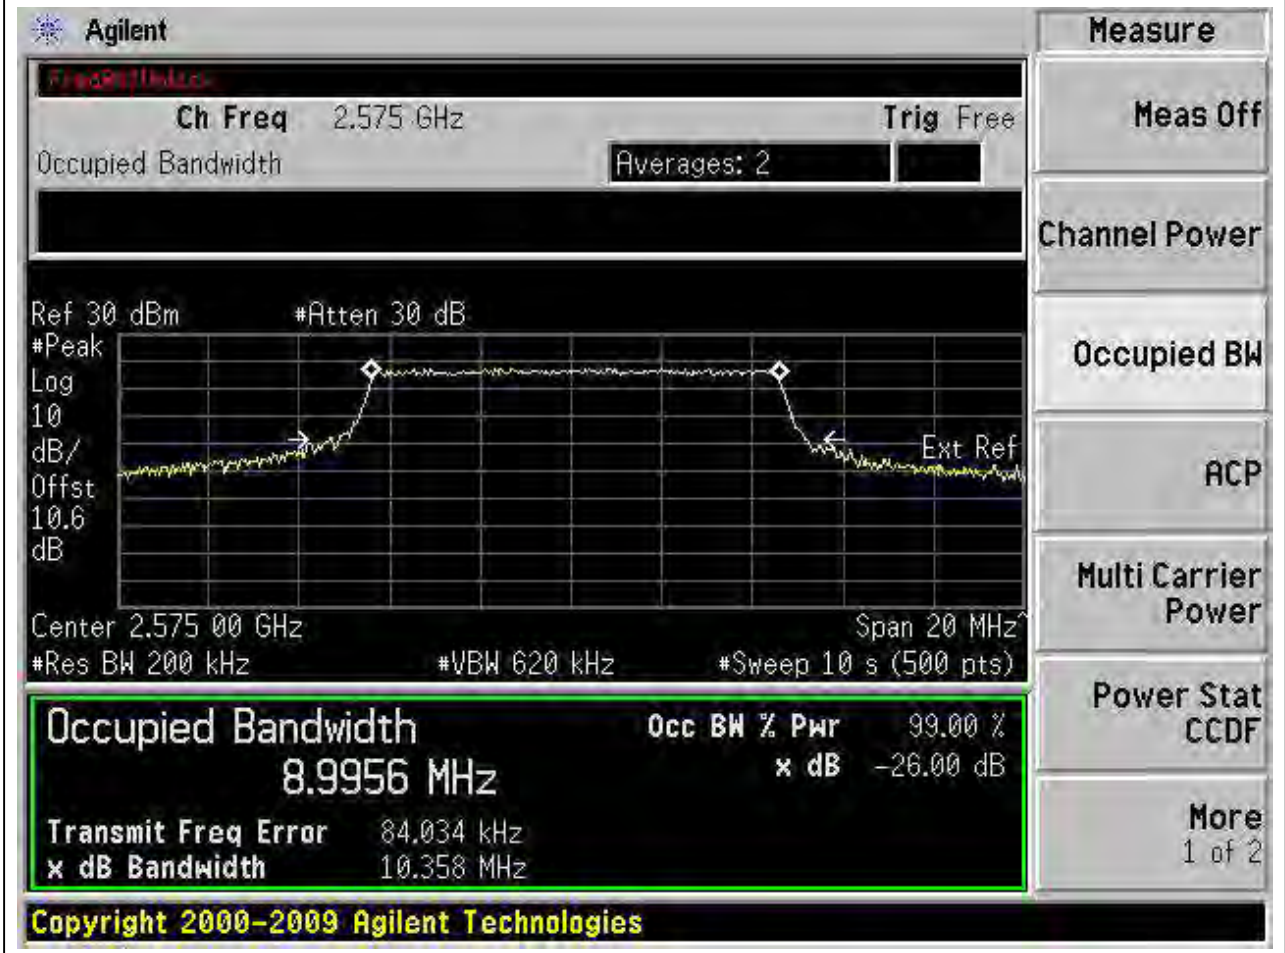 Agilent
Measure
Ch Freq 2.575 GHz
Trig Free
Meas Off
Occupied Bandwidth
Averages: 2
Channel Power
Ref 30 dBm
#Atten 30 dB
#Peak
Log
10
dB/
Offst
10.6
dB
Ext Ref
Occupied BW
ACP
Center 2.575 00 GHz
Span 20 MHz^
#Res BW 200 kHz
#VBW 620 kHz
#Sweep 10 s (500 pts)
Multi Carrier
Power
Occupied Bandwidth
8.9956 MHz
Occ BW % Pwr 99.00 %
x dB -26.00 dB
Transmit Freq Error 84.034 kHz
x dB Bandwidth 10.358 MHz
Power Stat
CCDF
More
1 of 2
Copyright 2000-2009 Agilent Technologies